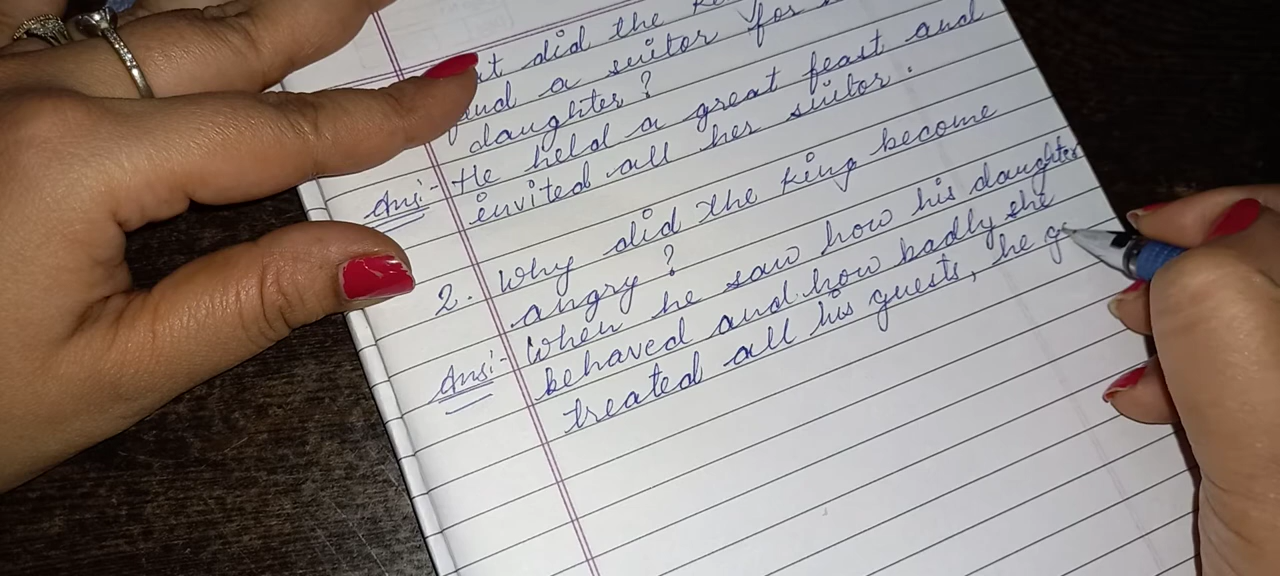 did the
a suitor for
daughter?
Ans:- He held a great feast and
invited all her suitor.
2. Why did the King become
angry?
Ans:- When he saw how his daughter
behaved and how badly she
treated all his guests, he g